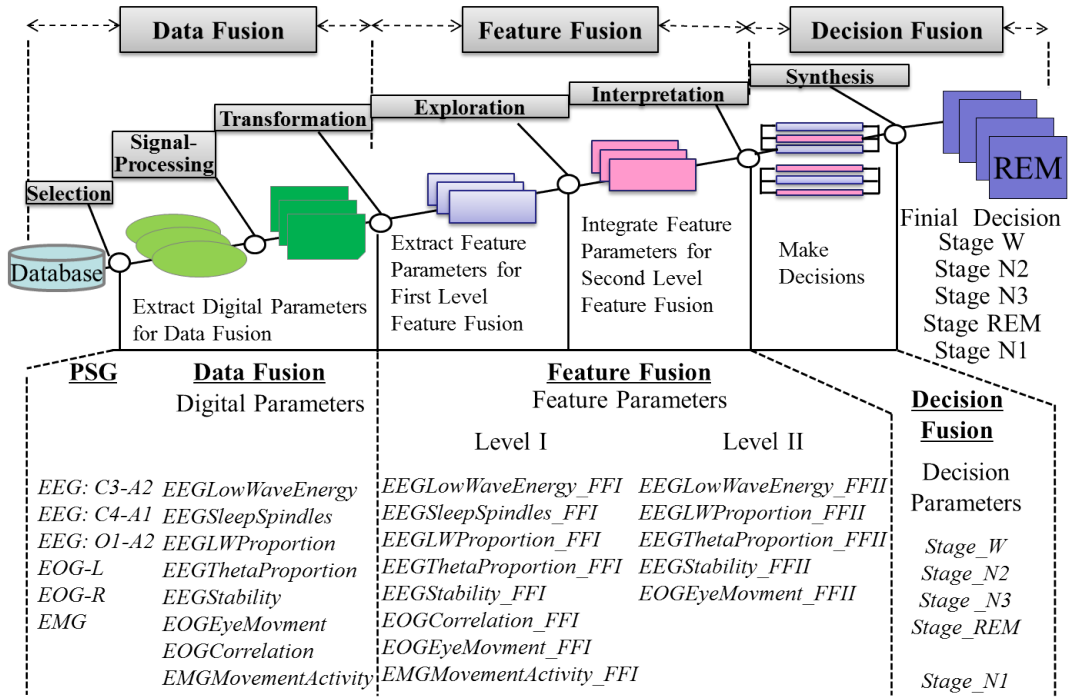 Data Fusion
Feature Fusion
Decision Fusion
Synthesis
Interpretation
Exploration
Transformation
Signal-
Processing
Selection
Database
REM
Extract Digital Parameters
for Data Fusion
Extract Feature
Parameters for
First Level
Feature Fusion
Integrate Feature
Parameters for
Second Level
Feature Fusion
Make
Decisions
Finial Decision
Stage W
Stage N2
Stage N3
Stage REM
Stage N1
PSG
EEG: C3-A2
EEG: C4-A1
EEG: O1-A2
EOG-L
EOG-R
EMG
Data Fusion
Digital Parameters
EEGLowWaveEnergy
EEGSleepSpindles
EEGLWProportion
EEGThetaProportion
EEGStability
EOGEyeMovment
EOGCorrelation
EMGMovementActivity
Feature Fusion
Feature Parameters
Level I
EEGLowWaveEnergy_FFI
EEGSleepSpindles_FFI
EEGLWProportion_FFI
EEGThetaProportion_FFI
EEGStability_FFI
EOGCorrelation_FFI
EOGEyeMovment_FFI
EMGMovementActivity_FFI
Level II
EEGLowWaveEnergy_FFII
EEGLWProportion_FFII
EEGThetaProportion_FFII
EEGStability_FFII
EOGEyeMovment_FFII
Decision
Fusion
Decision
Parameters
Stage_W
Stage_N2
Stage _N3
Stage_REM
Stage_N1